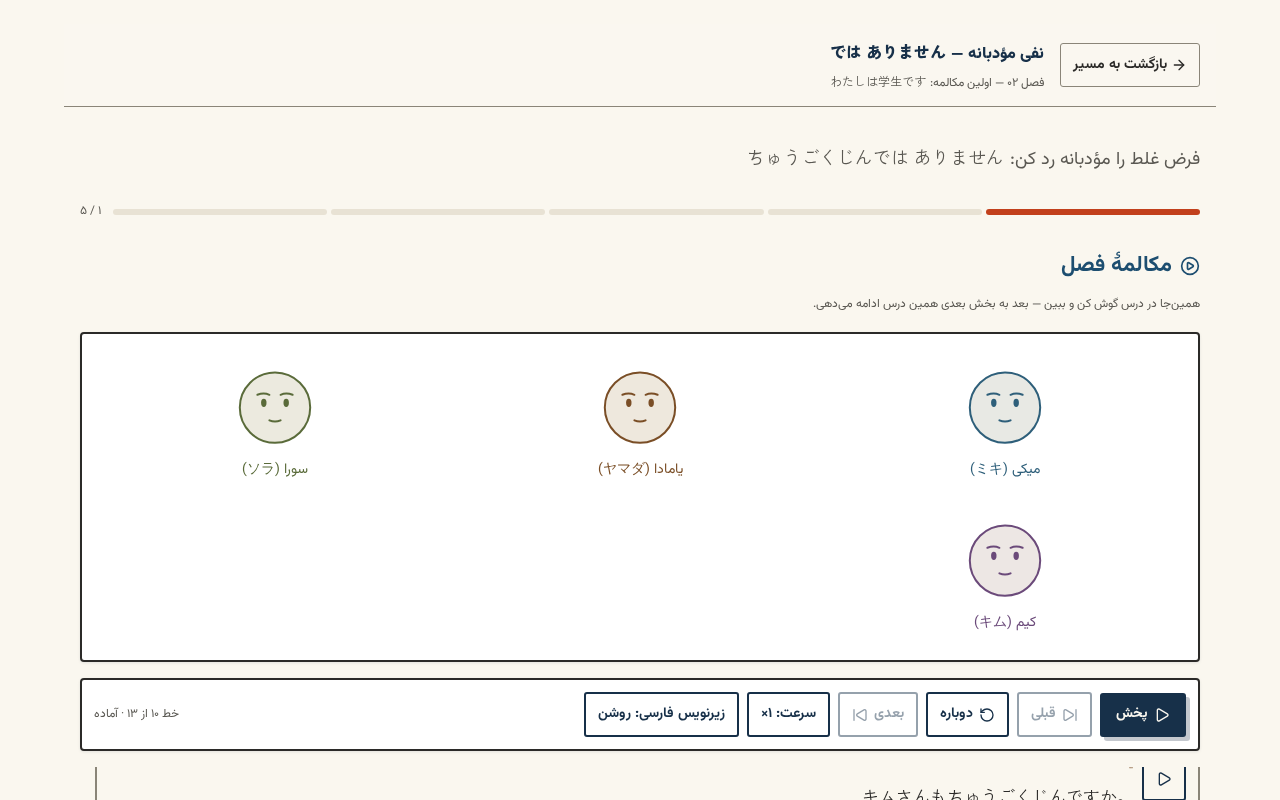 بازگشت به مسیر
نفی مؤدبانه — では ありません
فصل ۰۲ — اولین مکالمه: わたしは学生です
فرض غلط را مؤدبانه رد کن: ちゅうごくじんでは ありません
۱ / ۵
مکالمهٔ فصل
همین‌جا در درس گوش کن و ببین — بعد به بخش بعدی همین درس ادامه می‌دهی.
میکی (ミキ)
یامادا (ヤマダ)
سورا (ソラ)
کیم (キム)
پخش
قبلی
دوباره
بعدی
سرعت: ۱×
زیرنویس فارسی: روشن
خط ۱۰ از ۱۳ · آماده
キムさんもちゅうごくじんですか。